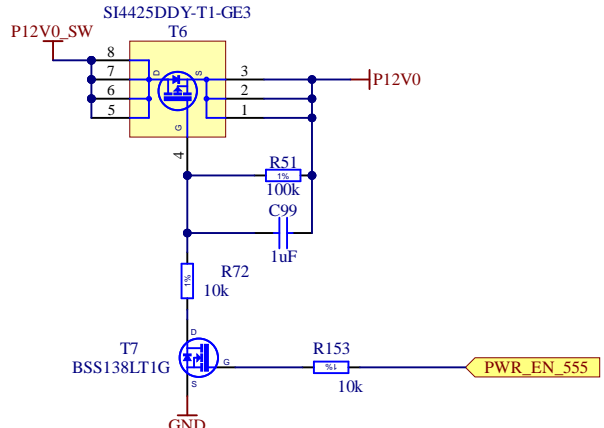 SI4425DDY-T1-GE3
P12V0_SW
T6
8
7
6
5
D
S
G
3
2
1
P12V0
4
R51
1%
100k
C99
1uF
R72
1%
10k
T7
BSS138LT1G
D
G
S
R153
1%
10k
PWR_EN_555
GND